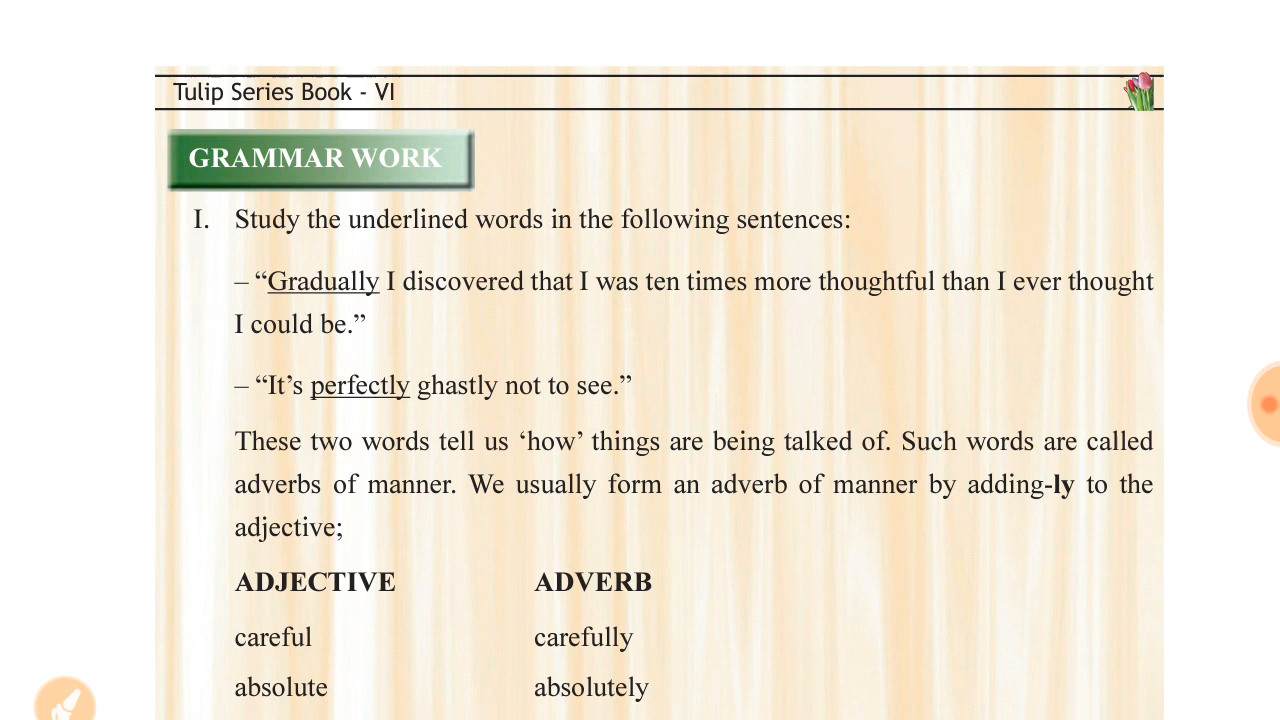 Tulip Series Book - VI
GRAMMAR WORK
I. Study the underlined words in the following sentences:
– “Gradually I discovered that I was ten times more thoughtful than I ever thought
I could be.”
– “It’s perfectly ghastly not to see.”
These two words tell us ‘how’ things are being talked of. Such words are called
adverbs of manner. We usually form an adverb of manner by adding-ly to the
adjective;
ADJECTIVE ADVERB
careful carefully
absolute absolutely